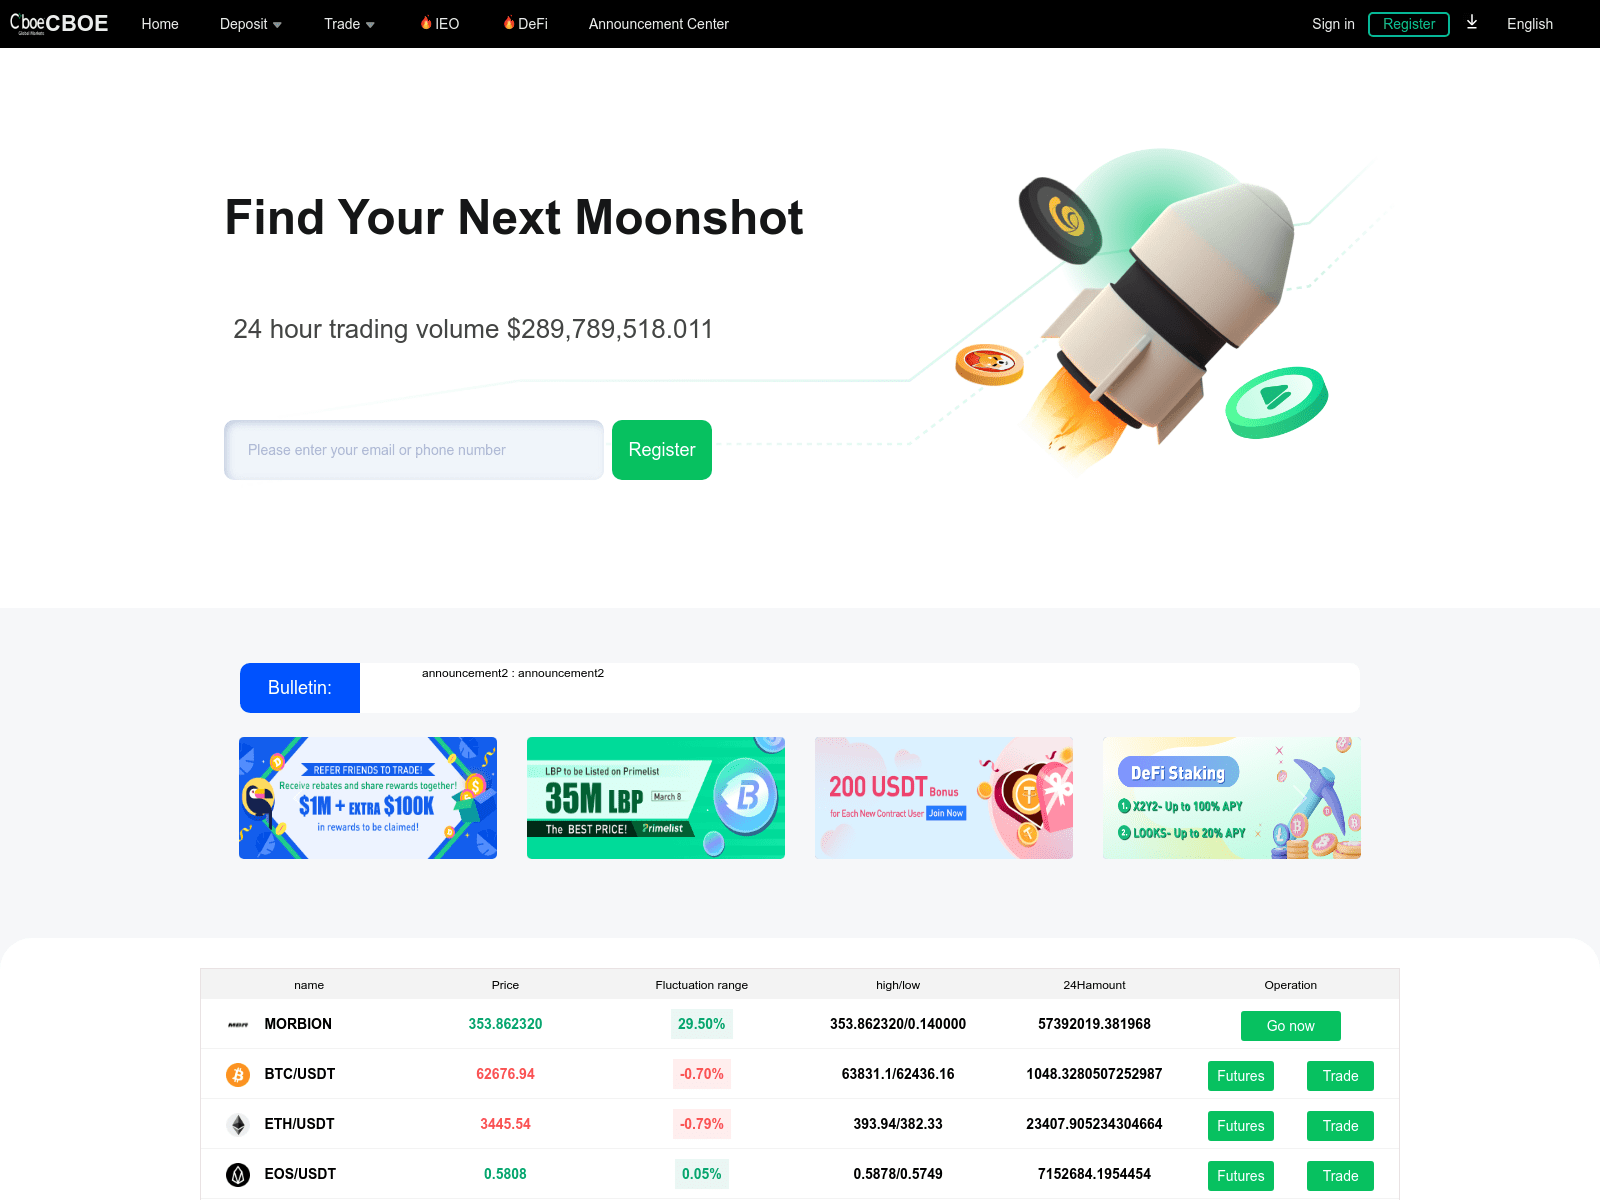 Cboe CBOE Home Deposit Trade IEO DeFi Announcement Center Sign in Register English
Global Markets
Find Your Next Moonshot
24 hour trading volume $289,789,518.011
Please enter your email or phone number Register
Bulletin: announcement2 : announcement2
REFER FRIENDS TO TRADE!
Receive rebates and share rewards together!
$1M + EXTRA $100K
in rewards to be claimed!
LBP to be Listed on Primelist
35M LBP March 8
The BEST PRICE! Primelist
200 USDT Bonus
for Each New Contract User Join Now
DeFi Staking
1. X2Y2- Up to 100% APY
2. LOOKS- Up to 20% APY
name Price Fluctuation range high/low 24Hamount Operation
MORBION 353.862320 29.50% 353.862320/0.140000 57392019.381968 Go now
BTC/USDT 62676.94 -0.70% 63831.1/62436.16 1048.3280507252987 Futures Trade
ETH/USDT 3445.54 -0.79% 393.94/382.33 23407.905234304664 Futures Trade
EOS/USDT 0.5808 0.05% 0.5878/0.5749 7152684.1954454 Futures Trade